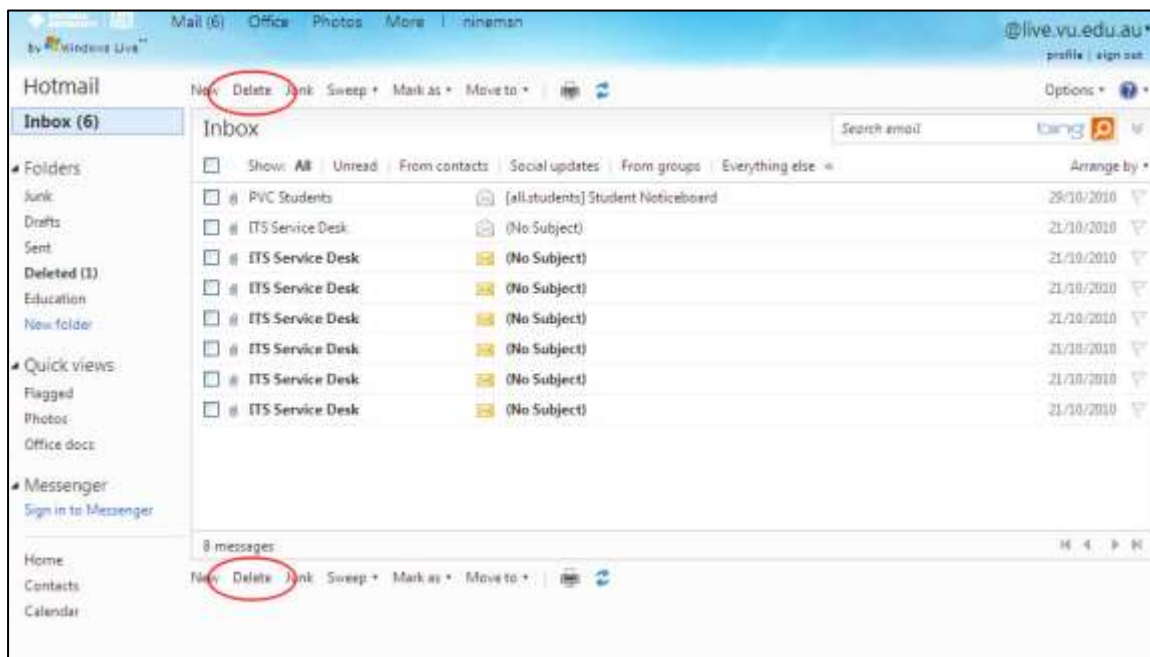 Mail (6) Office Photos More | nineman
@live.vu.edu.au
by Windows Live™
profile | sign out
Hotmail
New Delete Junk Sweep Mark as Move to
Options
Inbox (6)
Inbox
Search email
bing
Folders
Show: All Unread From contacts Social updates From groups Everything else
Arrange by
Junk
PVC Students [all.students] Student Noticeboard 29/10/2010
Drafts
ITS Service Desk (No Subject) 21/10/2010
Sent
ITS Service Desk (No Subject) 21/10/2010
Deleted (1)
ITS Service Desk (No Subject) 21/10/2010
Education
New folder
ITS Service Desk (No Subject) 21/10/2010
Quick views
ITS Service Desk (No Subject) 21/10/2010
Flagged
ITS Service Desk (No Subject) 21/10/2010
Photos
ITS Service Desk (No Subject) 21/10/2010
Office docs
Messenger
Sign in to Messenger
8 messages
Home
New Delete Junk Sweep Mark as Move to
Contacts
Calendar